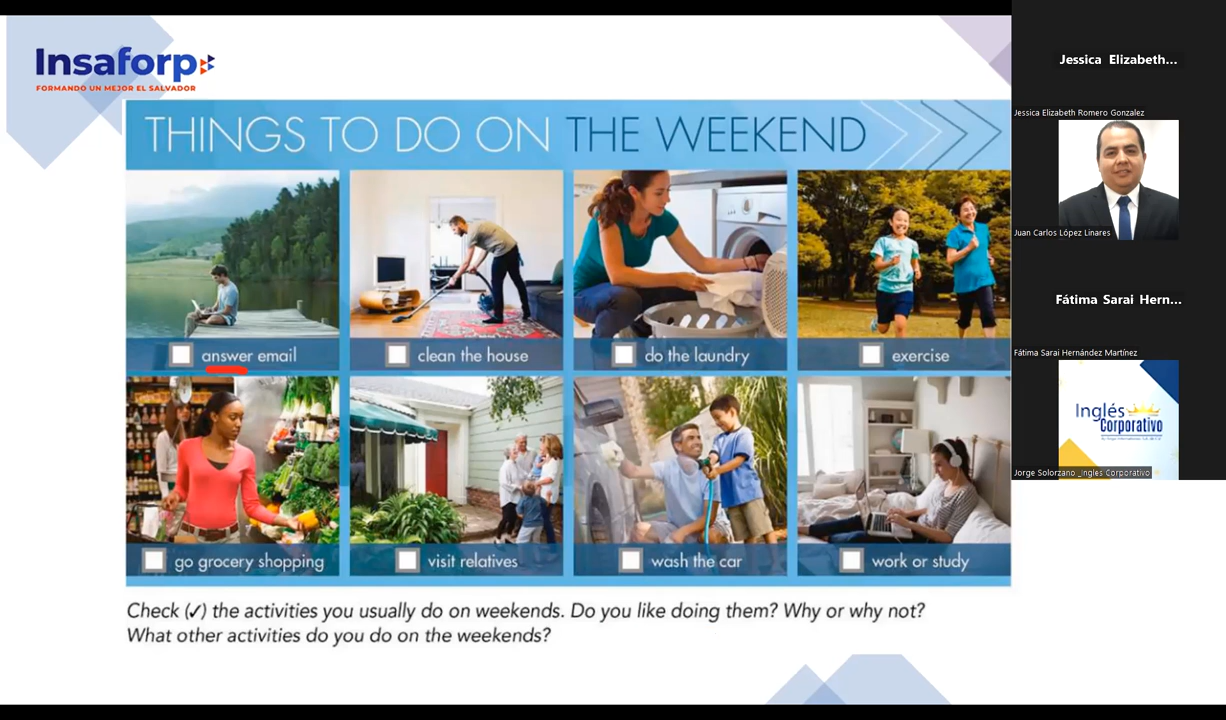 Insaforp
FORMANDO UN MEJOR EL SALVADOR
THINGS TO DO ON THE WEEKEND
answer email
clean the house
do the laundry
exercise
go grocery shopping
visit relatives
wash the car
work or study
Check (✓) the activities you usually do on weekends. Do you like doing them? Why or why not?
What other activities do you do on the weekends?
Jessica Elizabeth...
Jessica Elizabeth Romero Gonzalez
Juan Carlos López Linares
Fátima Sarai Hern...
Fátima Sarai Hernández Martínez
Inglés
Corporativo
Jorge Solorzano _Ingles Corporativo